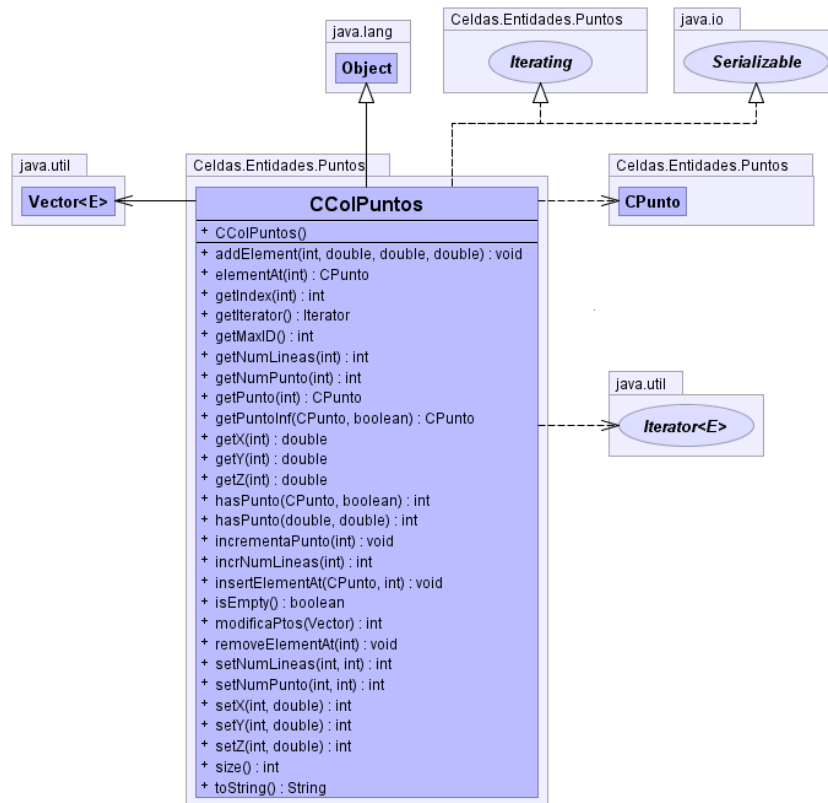 java.lang
Object
Celdas.Entidades.Puntos
Iterating
java.io
Serializable
java.util
Vector<E>
Celdas.Entidades.Puntos
CColPuntos
+ CColPuntos()
+ addElement(int, double, double, double) : void
+ elementAt(int) : CPunto
+ getIndex(int) : int
+ getIterator() : Iterator
+ getMaxID() : int
+ getNumLineas(int) : int
+ getNumPunto(int) : int
+ getPunto(int) : CPunto
+ getPuntoInf(CPunto, boolean) : CPunto
+ getX(int) : double
+ getY(int) : double
+ getZ(int) : double
+ hasPunto(CPunto, boolean) : int
+ hasPunto(double, double) : int
+ incrementaPunto(int) : void
+ incrNumLineas(int) : int
+ insertElementAt(CPunto, int) : void
+ isEmpty() : boolean
+ modificaPtos(Vector) : int
+ removeElementAt(int) : void
+ setNumLineas(int, int) : int
+ setNumPunto(int, int) : int
+ setX(int, double) : int
+ setY(int, double) : int
+ setZ(int, double) : int
+ size() : int
+ toString() : String
Celdas.Entidades.Puntos
CPunto
java.util
Iterator<E>